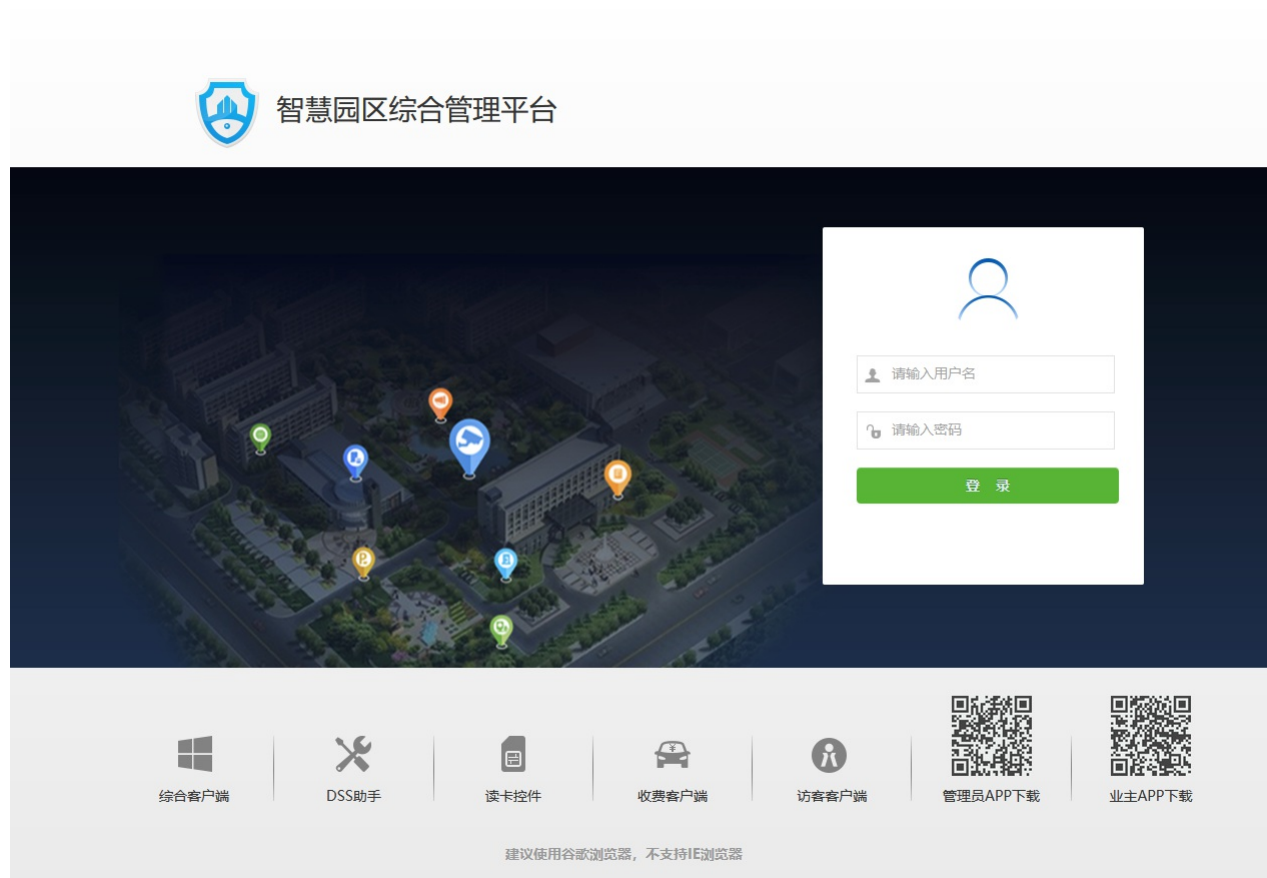 智慧园区综合管理平台
请输入用户名
请输入密码
登 录
综合客户端
DSS助手
读卡控件
收费客户端
访客客户端
管理员APP下载
业主APP下载
建议使用谷歌浏览器，不支持IE浏览器